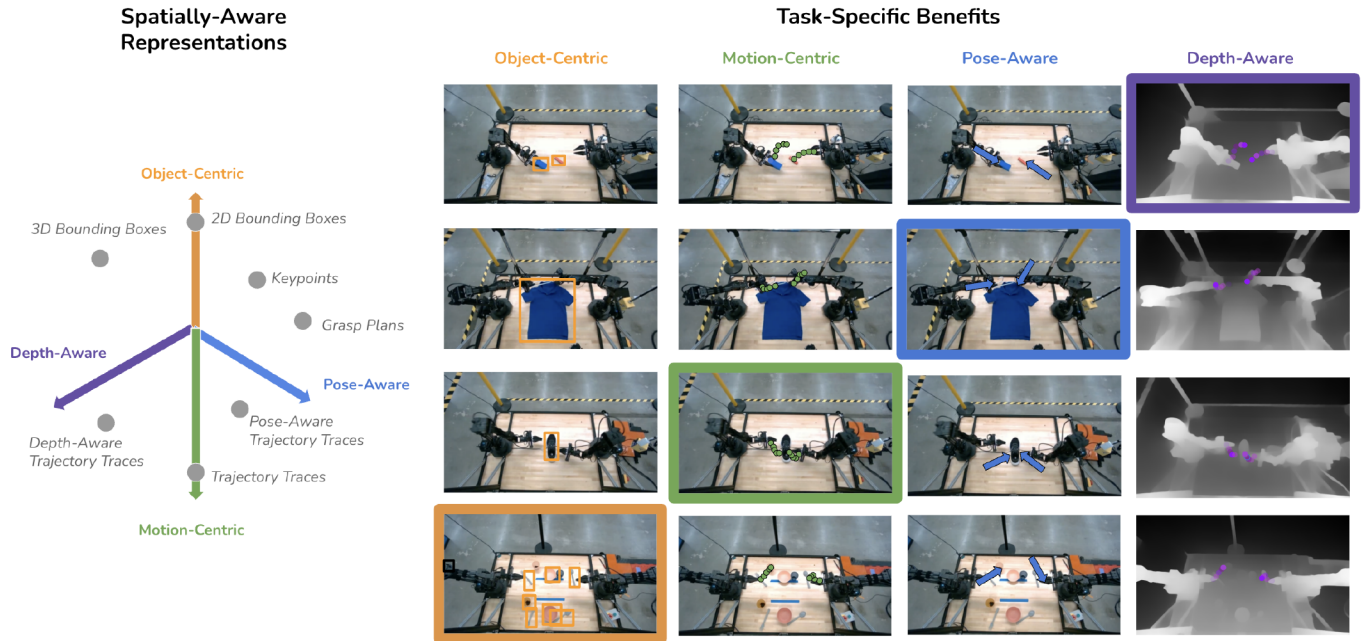 Spatially-Aware
Representations
Task-Specific Benefits
Object-Centric
Motion-Centric
Pose-Aware
Depth-Aware
Object-Centric
2D Bounding Boxes
3D Bounding Boxes
Keypoints
Grasp Plans
Depth-Aware
Pose-Aware
Pose-Aware
Trajectory Traces
Depth-Aware
Trajectory Traces
Trajectory Traces
Motion-Centric